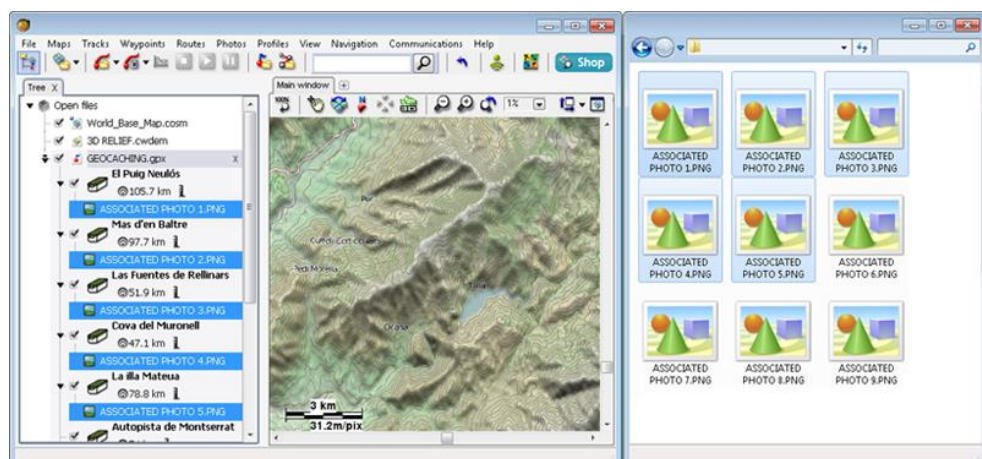 File Maps Tracks Waypoints Routes Photos Profiles View Navigation Communications Help
Shop
Tree X
Main window
100%
1%
Open files
World_Base_Map.cosm
3D RELIEF.cwdem
GEOCACHING.gpx x
El Puig Neulós
105.7 km
ASSOCIATED PHOTO 1.PNG
Mas d'en Baltre
97.7 km
ASSOCIATED PHOTO 2.PNG
Las Fuentes de Rellinars
51.9 km
ASSOCIATED PHOTO 3.PNG
Cova del Muronell
47.1 km
ASSOCIATED PHOTO 4.PNG
La illa Mateua
78.8 km
ASSOCIATED PHOTO 5.PNG
Autopista de Montserrat
3 km
31.2m/pix
ASSOCIATED PHOTO 1.PNG
ASSOCIATED PHOTO 2.PNG
ASSOCIATED PHOTO 3.PNG
ASSOCIATED PHOTO 4.PNG
ASSOCIATED PHOTO 5.PNG
ASSOCIATED PHOTO 6.PNG
ASSOCIATED PHOTO 7.PNG
ASSOCIATED PHOTO 8.PNG
ASSOCIATED PHOTO 9.PNG